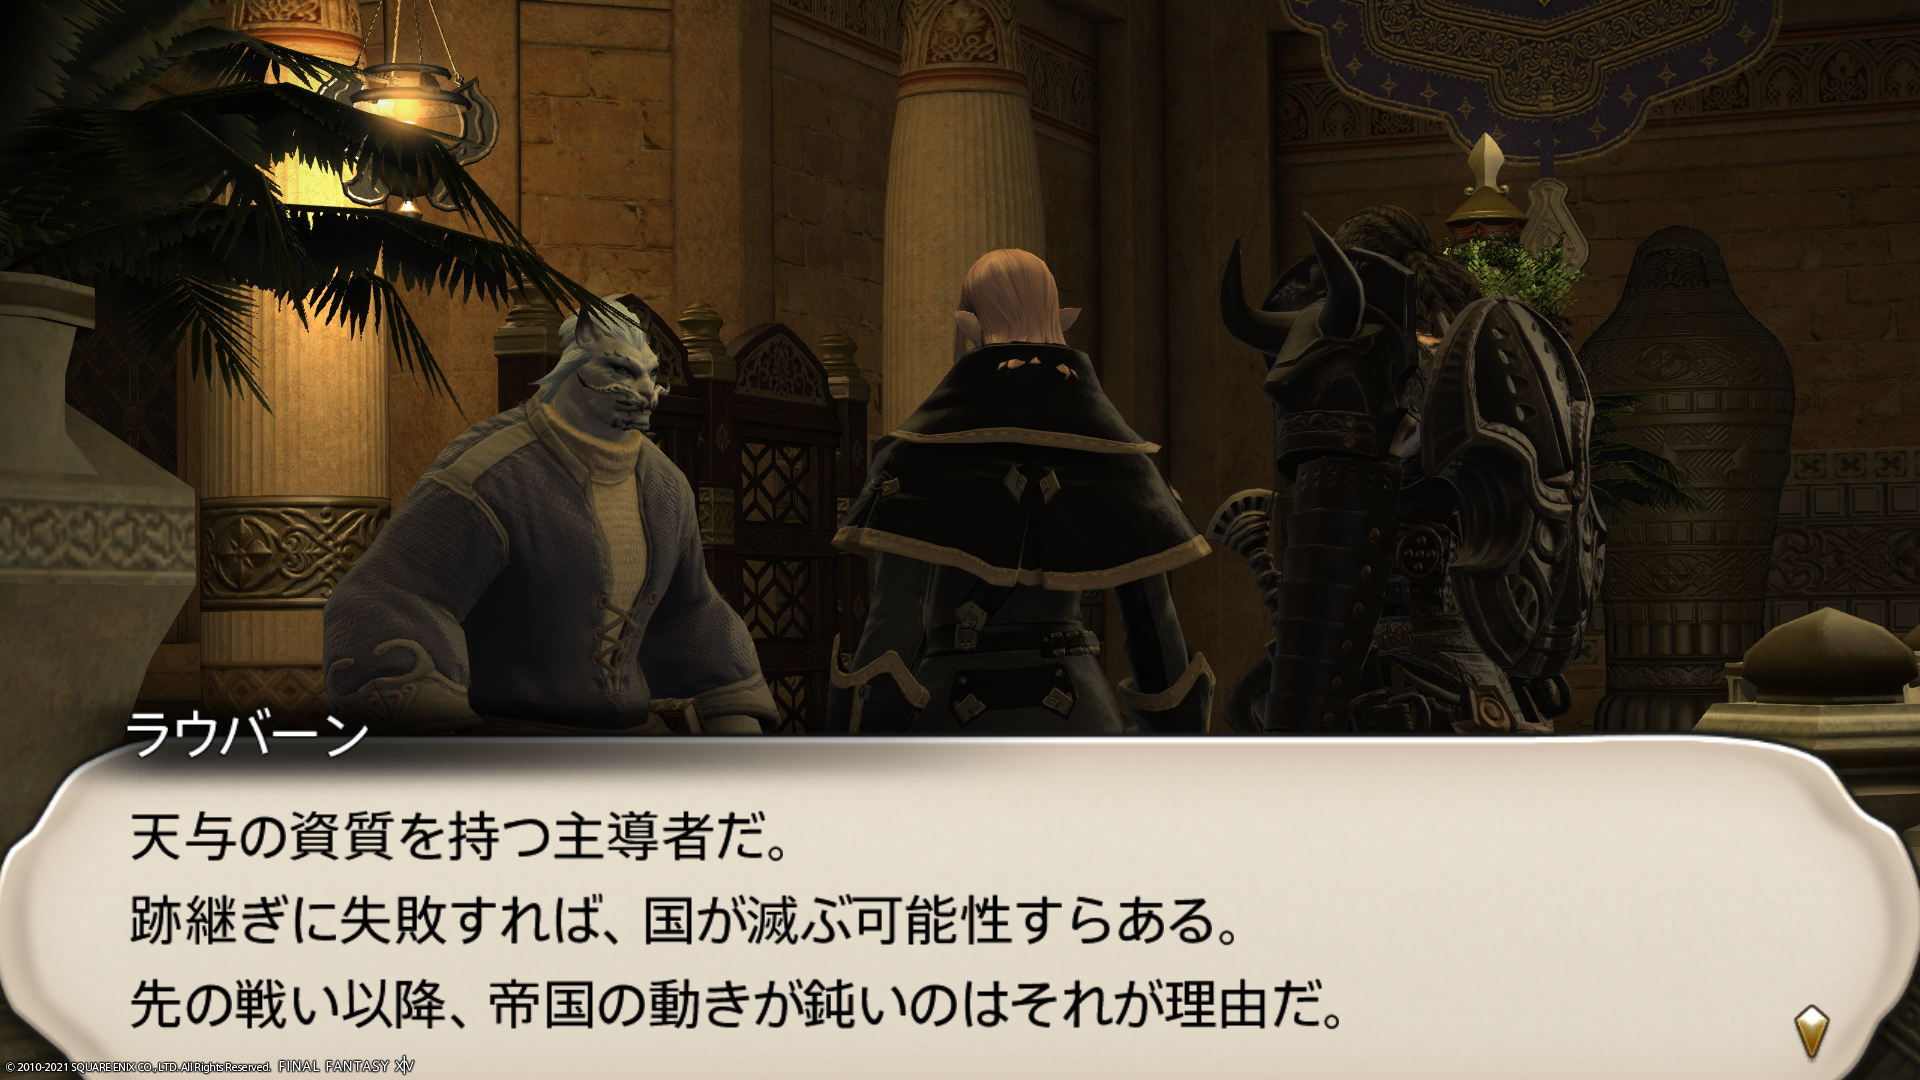 ラウバーン
天与の資質を持つ主導者だ。
跡継ぎに失敗すれば、国が滅ぶ可能性すらある。
先の戦い以降、帝国の動きが鈍いのはそれが理由だ。
© 2010-2021 SQUARE ENIX CO., LTD. All Rights Reserved. FINAL FANTASY XIV